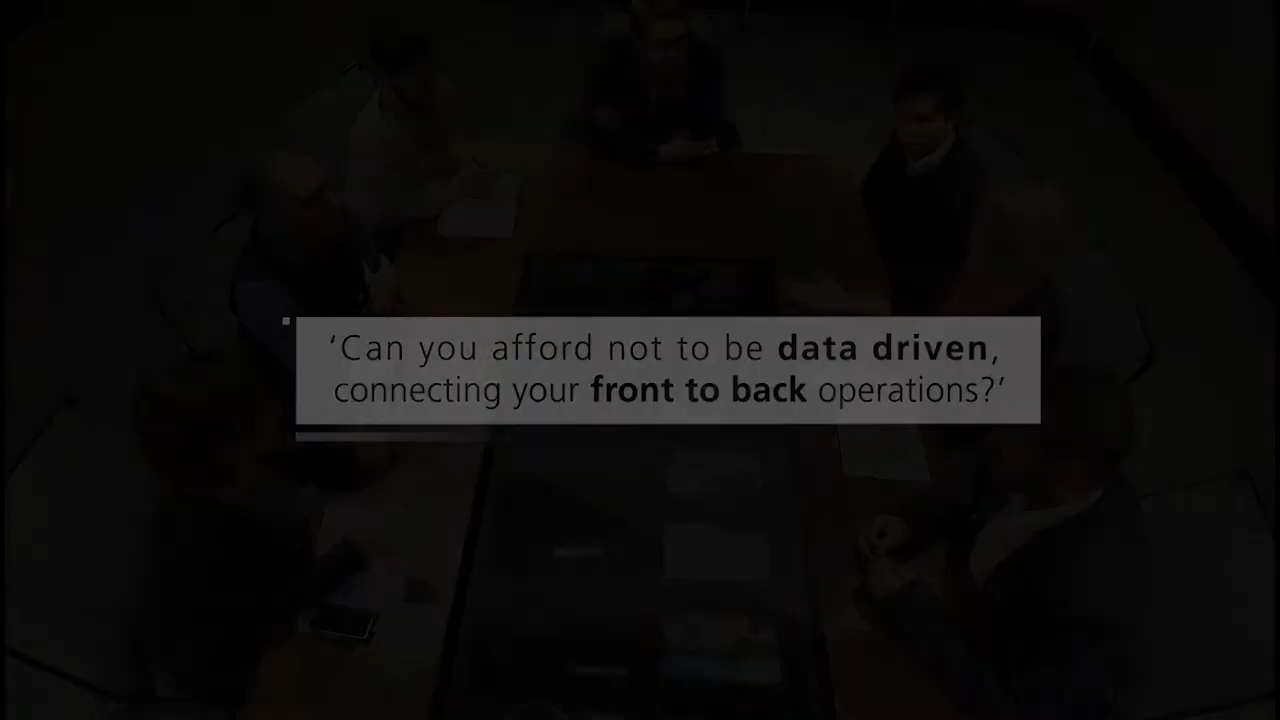 ‘Can you afford not to be data driven,
connecting your front to back operations?’